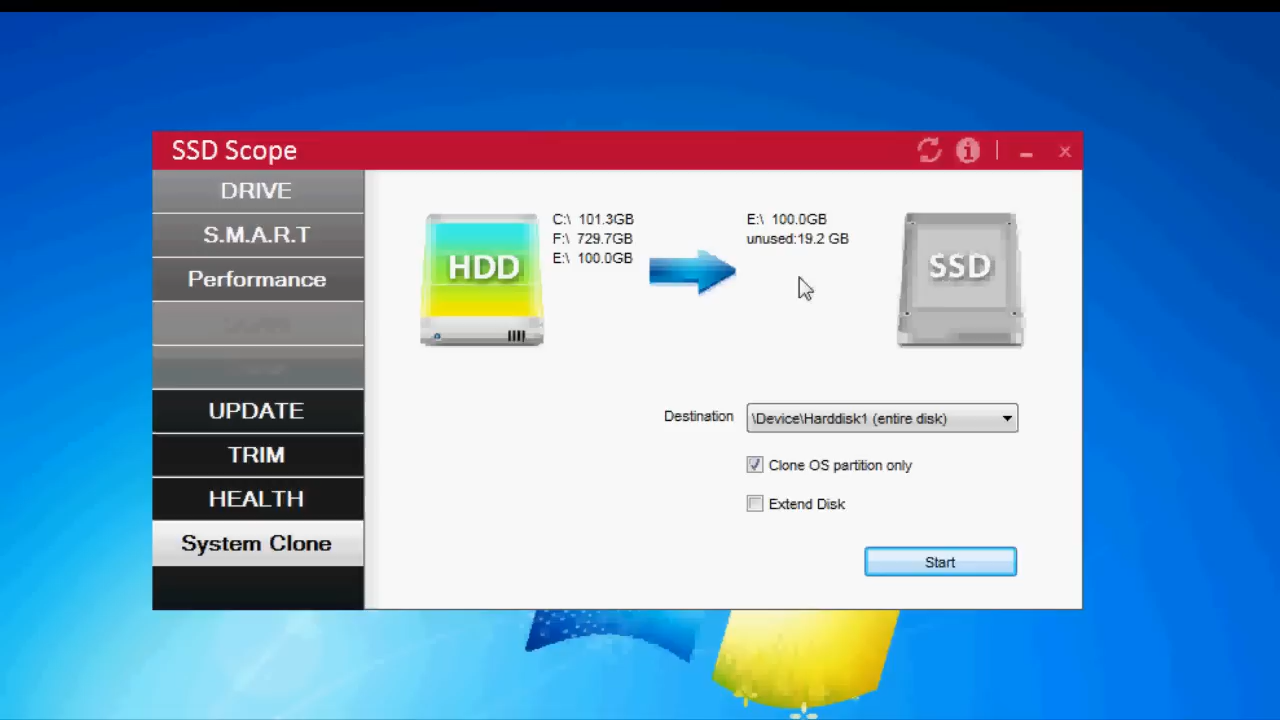 SSD Scope
DRIVE
S.M.A.R.T
Performance
UPDATE
TRIM
HEALTH
System Clone
HDD
C:\ 101.3GB
F:\ 729.7GB
E:\ 100.0GB
E:\ 100.0GB
unused:19.2 GB
SSD
Destination
\Device\Harddisk1 (entire disk)
Clone OS partition only
Extend Disk
Start